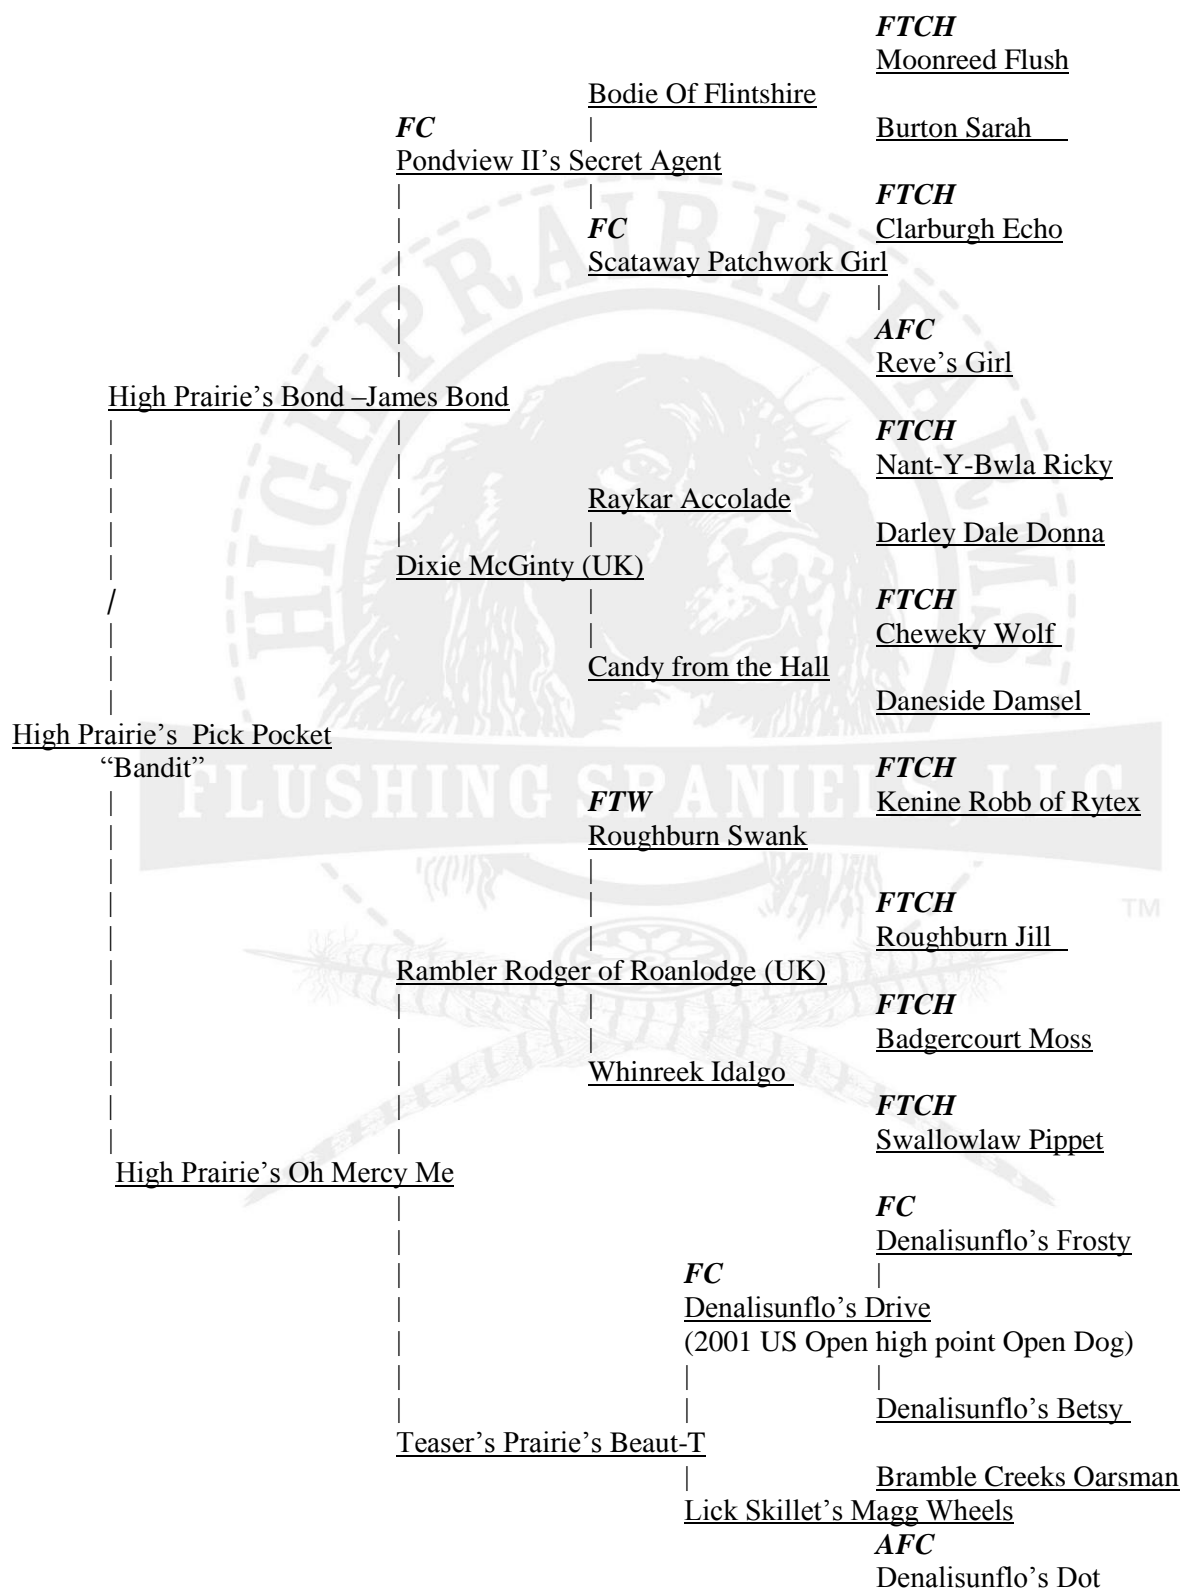 FTCH
Moonreed Flush
Bodie Of Flintshire
FC
Burton Sarah
Pondview II’s Secret Agent
FTCH
FC
Clarburgh Echo
Scataway Patchwork Girl
AFC
Reve’s Girl
High Prairie’s Bond –James Bond
FTCH
Nant-Y-Bwla Ricky
Raykar Accolade
Darley Dale Donna
Dixie McGinty (UK)
FTCH
Cheweky Wolf
Candy from the Hall
Daneside Damsel
High Prairie’s  Pick Pocket
“Bandit”
FTCH
FTW
Kenine Robb of Rytex
Roughburn Swank
FTCH
Roughburn Jill
Rambler Rodger of Roanlodge (UK)
FTCH
Badgercourt Moss
Whinreek Idalgo
FTCH
Swallowlaw Pippet
High Prairie’s Oh Mercy Me
FC
Denalisunflo’s Frosty
FC
Denalisunflo’s Drive
(2001 US Open high point Open Dog)
Denalisunflo’s Betsy
Teaser’s Prairie’s Beaut-T
Bramble Creeks Oarsman
Lick Skillet’s Magg Wheels
AFC
Denalisunflo’s Dot
HIGH PRAIRIE FARMS
FLUSHING SPANIELS, LLC
TM